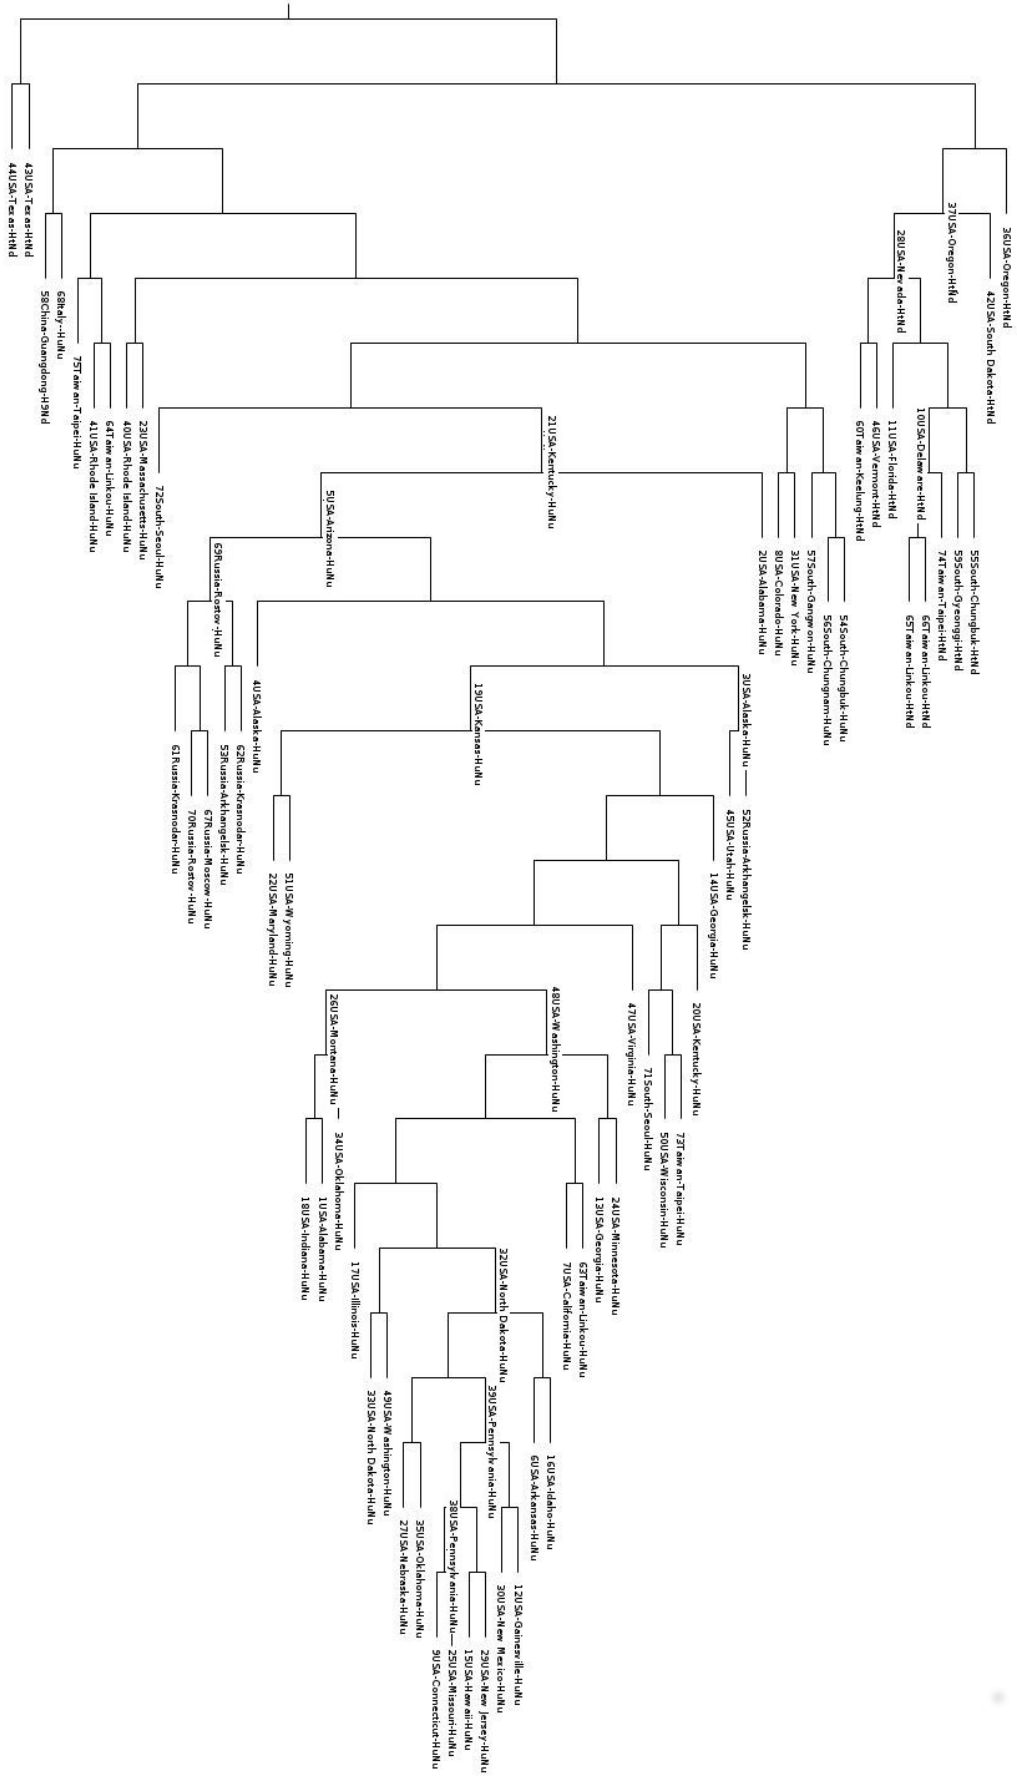 44USA-Texas-HtNd
43USA-Texas-HtNd
58China-Guangdong-H9Nd
68Italy--HuNu
75Taiwan-Taipei-HuNu
41USA-Rhode Island-HuNu
64Taiwan-Linkou-HuNu
40USA-Rhode Island-HuNu
23USA-Massachusetts-HuNu
72South-Seoul-HuNu
61Russia-Krasnodar-HuNu
70Russia-Rostov-HuNu
67Russia-Moscow-HuNu
69Russia-Rostov-HuNu
53Russia-Arkhangelsk-HuNu
62Russia-Krasnodar-HuNu
4USA-Alaska-HuNu
22USA-Maryland-HuNu
51USA-Wyoming-HuNu
18USA-Indiana-HuNu
1USA-Alabama-HuNu
5USA-Arizona-HuNu
26USA-Montana-HuNu
34USA-Oklahoma-HuNu
17USA-Illinois-HuNu
33USA-North Dakota-HuNu
49USA-Washington-HuNu
27USA-Nebraska-HuNu
35USA-Oklahoma-HuNu
9USA-Connecticut-HuNu
38USA-Pennsylvania-HuNu
25USA-Missouri-HuNu
15USA-Hawaii-HuNu
19USA-Kansas-HuNu
29USA-New Jersey-HuNu
39USA-Pennsylvania-HuNu
30USA-New Mexico-HuNu
32USA-North Dakota-HuNu
12USA-Gainesville-HuNu
6USA-Arkansas-HuNu
16USA-Idaho-HuNu
21USA-Kentucky-HuNu
48USA-Washington-HuNu
7USA-California-HuNu
63Taiwan-Linkou-HuNu
13USA-Georgia-HuNu
24USA-Minnesota-HuNu
47USA-Virginia-HuNu
71South-Seoul-HuNu
50USA-Wisconsin-HuNu
73Taiwan-Taipei-HuNu
20USA-Kentucky-HuNu
14USA-Georgia-HuNu
45USA-Utah-HuNu
3USA-Alaska-HuNu
52Russia-Arkhangelsk-HuNu
2USA-Alabama-HuNu
8USA-Colorado-HuNu
31USA-New York-HuNu
57South-Gangwon-HuNu
56South-Chungnam-HuNu
54South-Chungbuk-HuNu
60Taiwan-Keelung-HtNd
46USA-Vermont-HtNd
11USA-Florida-HtNd
28USA-Nevada-HtNd
65Taiwan-Linkou-HtNd
10USA-Delaware-HtNd
66Taiwan-Linkou-HtNd
74Taiwan-Taipei-HtNd
37USA-Oregon-HtNd
59South-Gyeonggi-HtNd
55South-Chungbuk-HtNd
42USA-South Dakota-HtNd
36USA-Oregon-HtNd